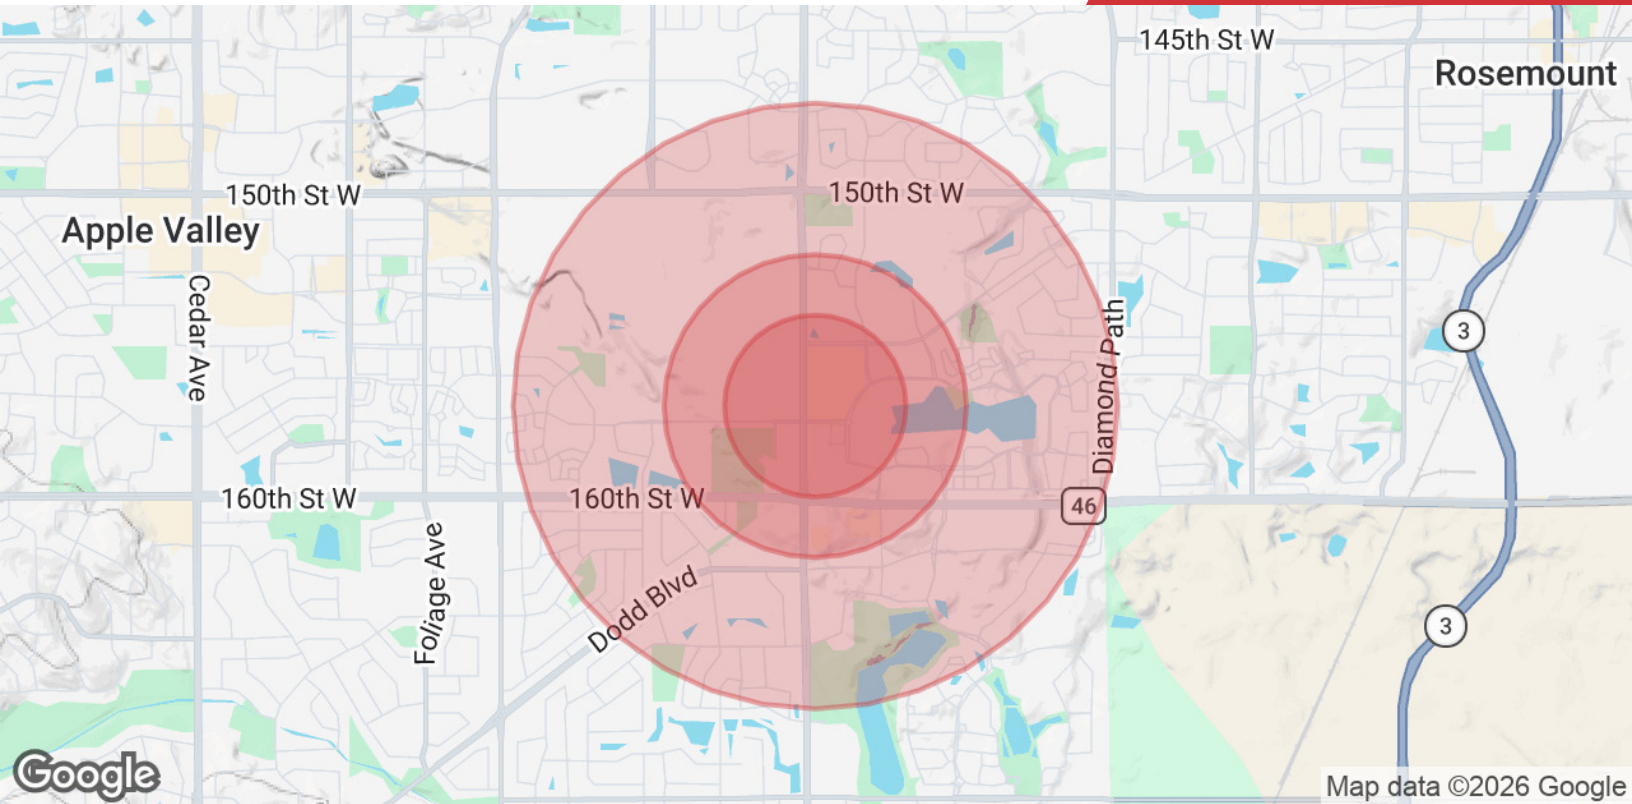 145th St W
Rosemount
150th St W
150th St W
Apple Valley
Cedar Ave
Diamond Path
3
160th St W
160th St W
46
Foliage Ave
Dodd Blvd
3
Google
Map data ©2026 Google